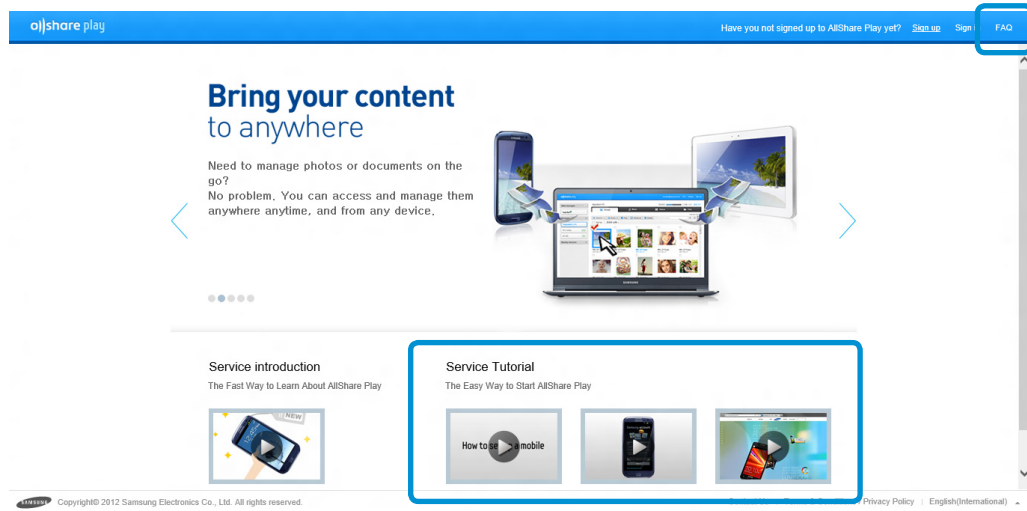 allshare play
Have you not signed up to AllShare Play yet? Sign up Sign FAQ
Bring your content
to anywhere
Need to manage photos or documents on the
go?
No problem. You can access and manage them
anywhere anytime, and from any device.
SAMSUNG
Service introduction
The Fast Way to Learn About AllShare Play
NEW
Service Tutorial
The Easy Way to Start AllShare Play
How to a mobile
SAMSUNG Copyright© 2012 Samsung Electronics Co., Ltd. All rights reserved.
Privacy Policy | English(International)